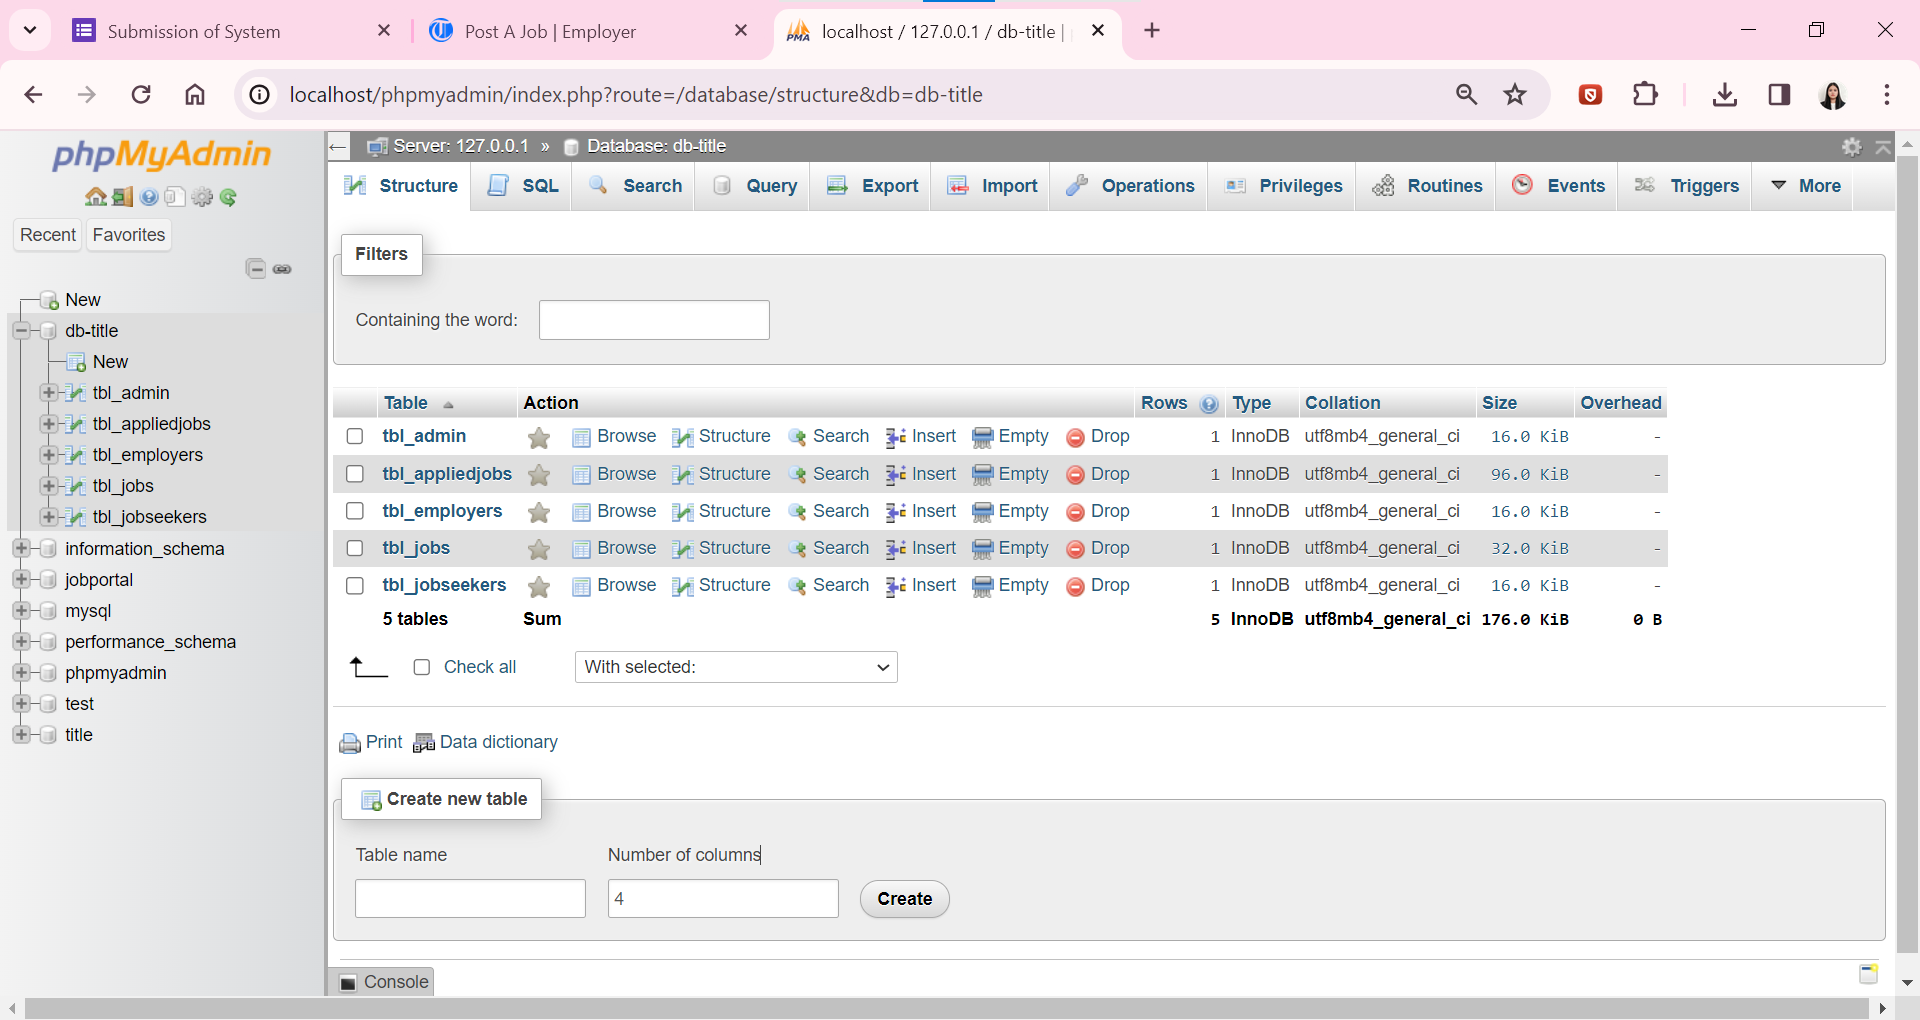 Submission of System
Post A Job | Employer
PMA
localhost / 127.0.0.1 / db-title |
localhost/phpmyadmin/index.php?route=/database/structure&db=db-title
phpMyAdmin
Recent Favorites
New
db-title
New
tbl_admin
tbl_appliedjobs
tbl_employers
tbl_jobs
tbl_jobseekers
information_schema
jobportal
mysql
performance_schema
phpmyadmin
test
title
Server: 127.0.0.1 » Database: db-title
Structure SQL Search Query Export Import Operations Privileges Routines Events Triggers More
Filters
Containing the word:
Table Action Rows Type Collation Size Overhead
tbl_admin Browse Structure Search Insert Empty Drop 1 InnoDB utf8mb4_general_ci 16.0 KiB -
tbl_appliedjobs Browse Structure Search Insert Empty Drop 1 InnoDB utf8mb4_general_ci 96.0 KiB -
tbl_employers Browse Structure Search Insert Empty Drop 1 InnoDB utf8mb4_general_ci 16.0 KiB -
tbl_jobs Browse Structure Search Insert Empty Drop 1 InnoDB utf8mb4_general_ci 32.0 KiB -
tbl_jobseekers Browse Structure Search Insert Empty Drop 1 InnoDB utf8mb4_general_ci 16.0 KiB -
5 tables Sum 5 InnoDB utf8mb4_general_ci 176.0 KiB 0 B
Check all With selected:
Print Data dictionary
Create new table
Table name Number of columns
4 Create
Console